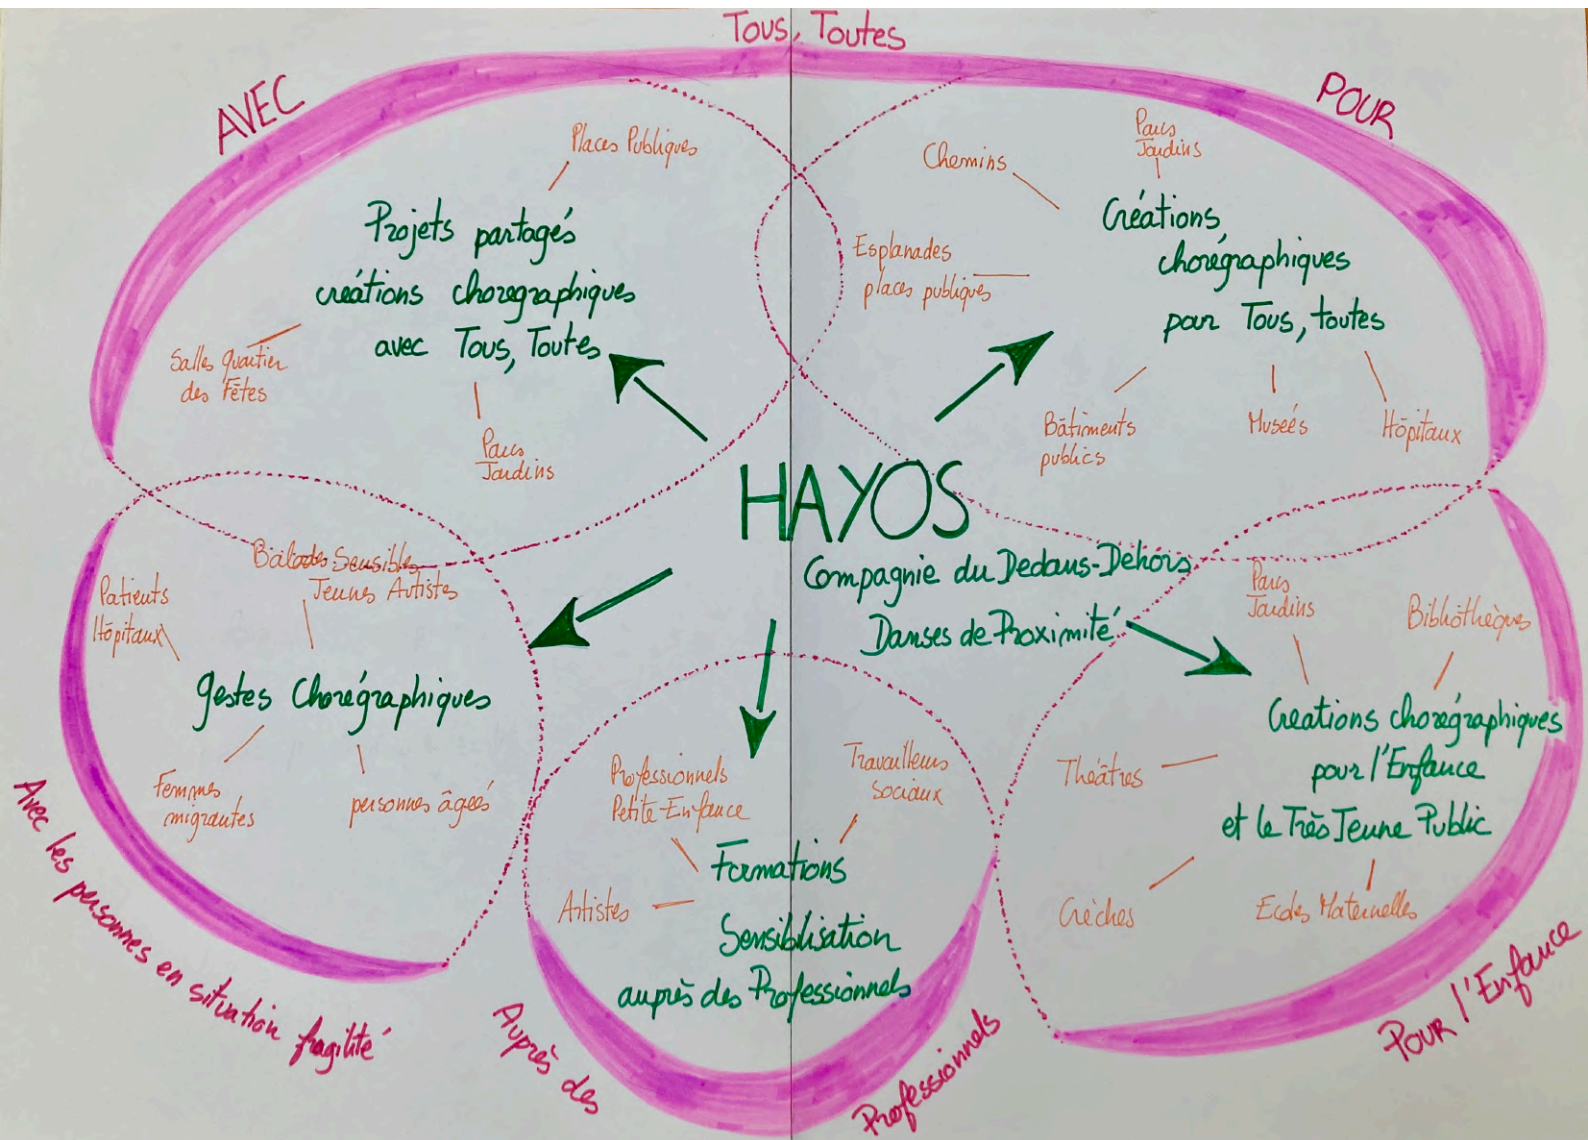 Tous, Toutes
AVEC
POUR
Places Publiques
Projets partagés
créations chorégraphiques
avec Tous, Toutes
Salles quartier
des Fêtes
Parcs
Jardins
Chemins
Parcs
Jardins
Esplanades
places publiques
Créations,
chorégraphiques
pour Tous, toutes
Bâtiments
publics
Museés
Hôpitaux
HAYOS
Compagnie du Dedans-Dehors
Danses de Proximité
Balades Sensibles
Jeunes Artistes
Patients
Hôpitaux
gestes Chorégraphiques
Femmes
migrantes
personnes âgeés
Avec les personnes en situation fragilité
Professionnels
Petite-Enfance
Travailleurs
sociaux
Artistes
Formations
Sensiblisation
auprès des Professionnels
Auprès des
Professionnels
Parcs
Jardins
Bibliothèques
Théâtres
Créations chorégraphiques
pour l'Enfance
et le Très Jeune Public
Crèches
Ecoles Maternelles
Pour l'Enfance